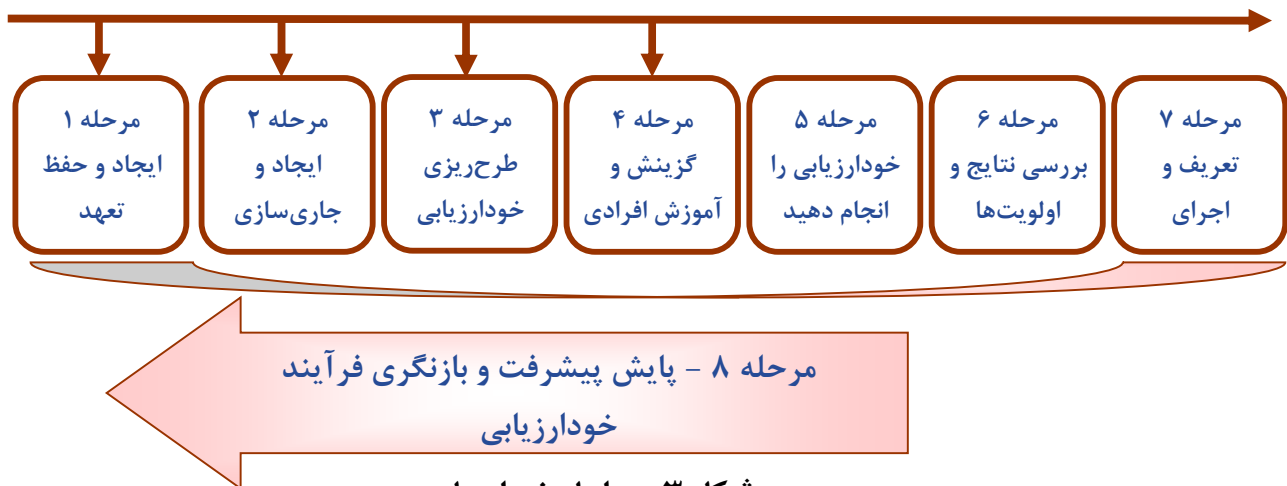 مرحله ۱
ایجاد و حفظ
تعهد
مرحله ۲
ایجاد و
جاری‌سازی
مرحله ۳
طرح‌ریزی
خودارزیابی
مرحله ۴
گزینش و
آموزش افرادی
مرحله ۵
خودارزیابی را
انجام دهید
مرحله ۶
بررسی نتایج و
اولویت‌ها
مرحله ۷
تعریف و
اجرای
مرحله ۸ – پایش پیشرفت و بازنگری فرآیند
خودارزیابی